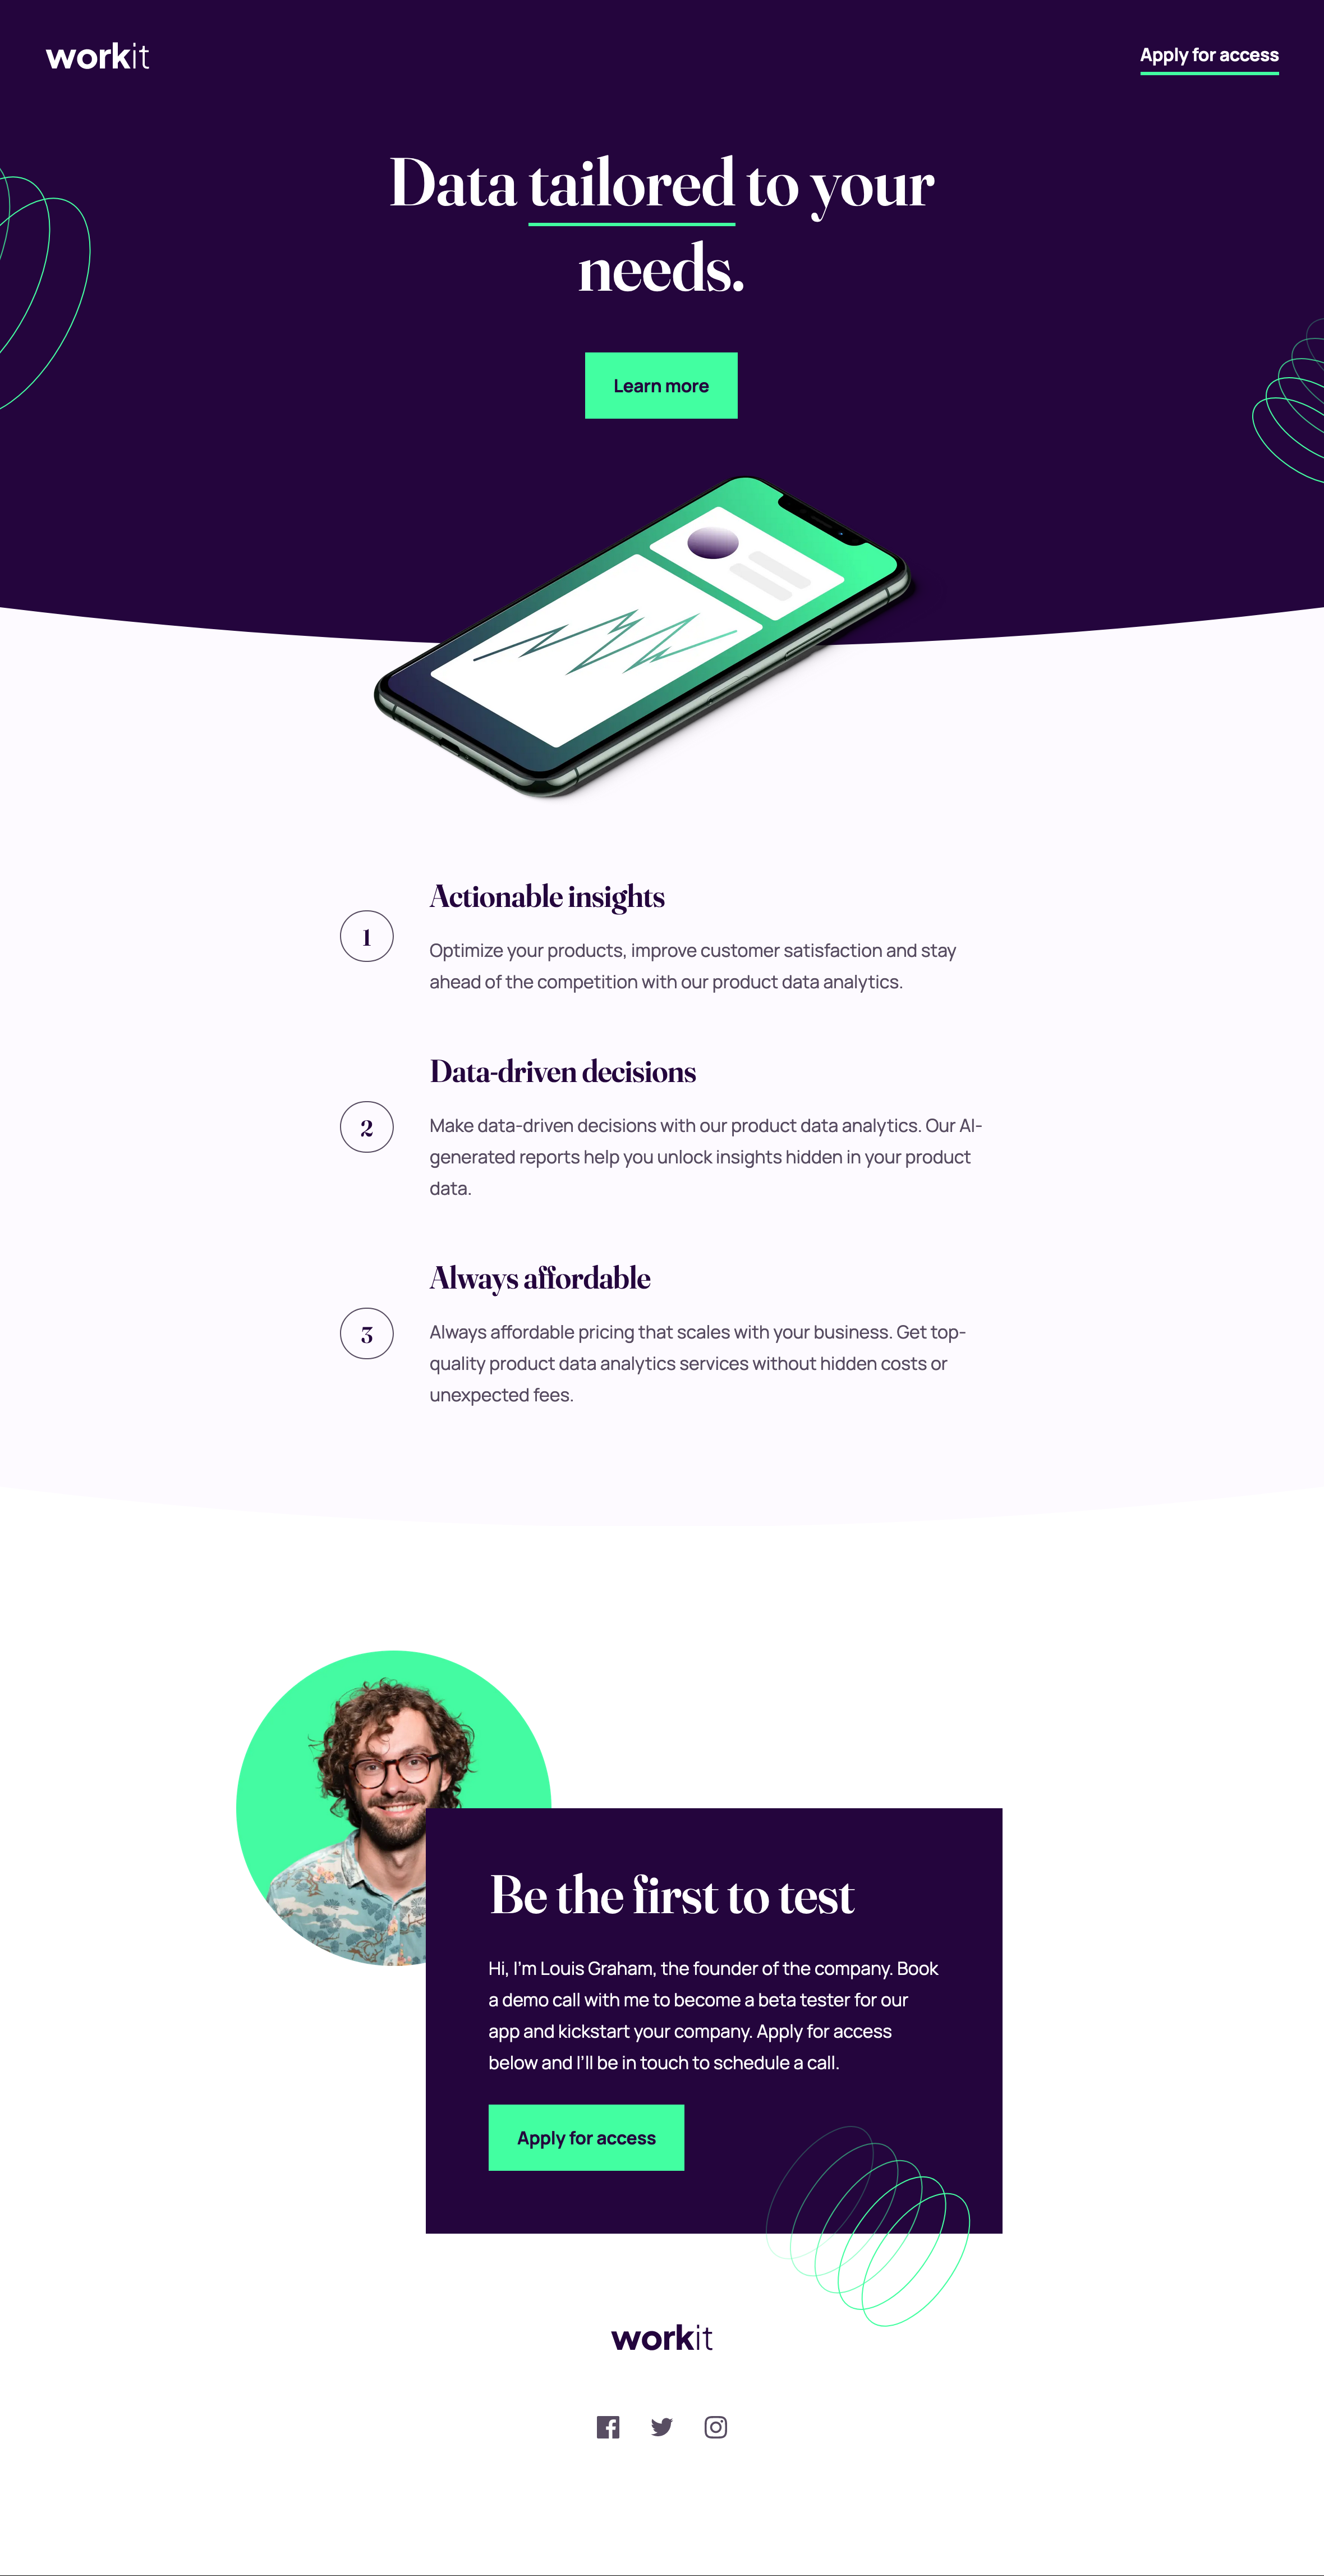 workit
Apply for access
Data tailored to your
needs.
Learn more
Actionable insights
1
Optimize your products, improve customer satisfaction and stay
ahead of the competition with our product data analytics.
Data-driven decisions
2
Make data-driven decisions with our product data analytics. Our AI-
generated reports help you unlock insights hidden in your product
data.
Always affordable
3
Always affordable pricing that scales with your business. Get top-
quality product data analytics services without hidden costs or
unexpected fees.
Be the first to test
Hi, I'm Louis Graham, the founder of the company. Book
a demo call with me to become a beta tester for our
app and kickstart your company. Apply for access
below and I'll be in touch to schedule a call.
Apply for access
workit